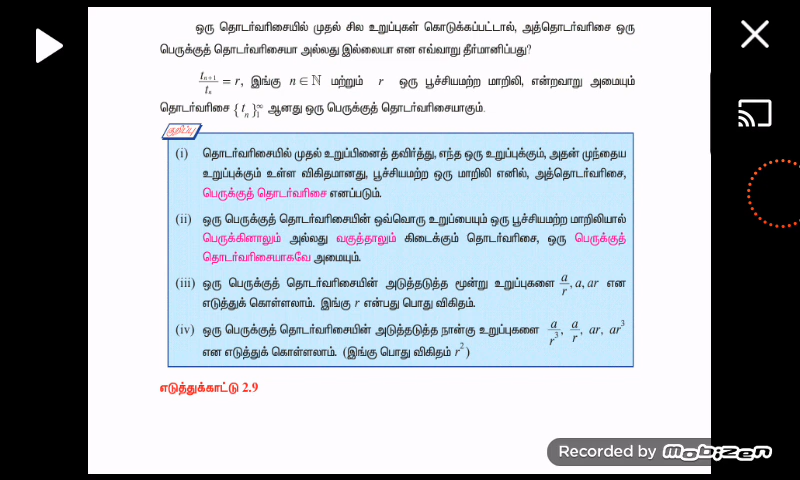 ஒரு தொடர்வரிசையில் முதல் சில உறுப்புகள் கொடுக்கப்பட்டால், அத்தொடர்வரிசை ஒரு
பெருக்குத் தொடர்வரிசையா அல்லது இல்லையா என எவ்வாறு தீர்மானிப்பது?
t_{n+1}/t_n = r, இங்கு n ∈ ℕ மற்றும் r ஒரு பூச்சியமற்ற மாறிலி, என்றவாறு அமையும்
தொடர்வரிசை { t_n }_1^∞ ஆனது ஒரு பெருக்குத் தொடர்வரிசையாகும்.
குறிப்பு
(i) தொடர்வரிசையில் முதல் உறுப்பினைத் தவிர்த்து, எந்த ஒரு உறுப்புக்கும், அதன் முந்தைய
உறுப்புக்கும் உள்ள விகிதமானது, பூச்சியமற்ற ஒரு மாறிலி எனில், அத்தொடர்வரிசை,
பெருக்குத் தொடர்வரிசை எனப்படும்.
(ii) ஒரு பெருக்குத் தொடர்வரிசையின் ஒவ்வொரு உறுப்பையும் ஒரு பூச்சியமற்ற மாறிலியால்
பெருக்கினாலும் அல்லது வகுத்தாலும் கிடைக்கும் தொடர்வரிசை, ஒரு பெருக்குத்
தொடர்வரிசையாகவே அமையும்.
(iii) ஒரு பெருக்குத் தொடர்வரிசையின் அடுத்தடுத்த மூன்று உறுப்புகளை a/r, a, ar என
எடுத்துக் கொள்ளலாம். இங்கு r என்பது பொது விகிதம்.
(iv) ஒரு பெருக்குத் தொடர்வரிசையின் அடுத்தடுத்த நான்கு உறுப்புகளை a/r³, a/r, ar, ar³
என எடுத்துக் கொள்ளலாம். (இங்கு பொது விகிதம் r²)
எடுத்துக்காட்டு 2.9
Recorded by mobizen